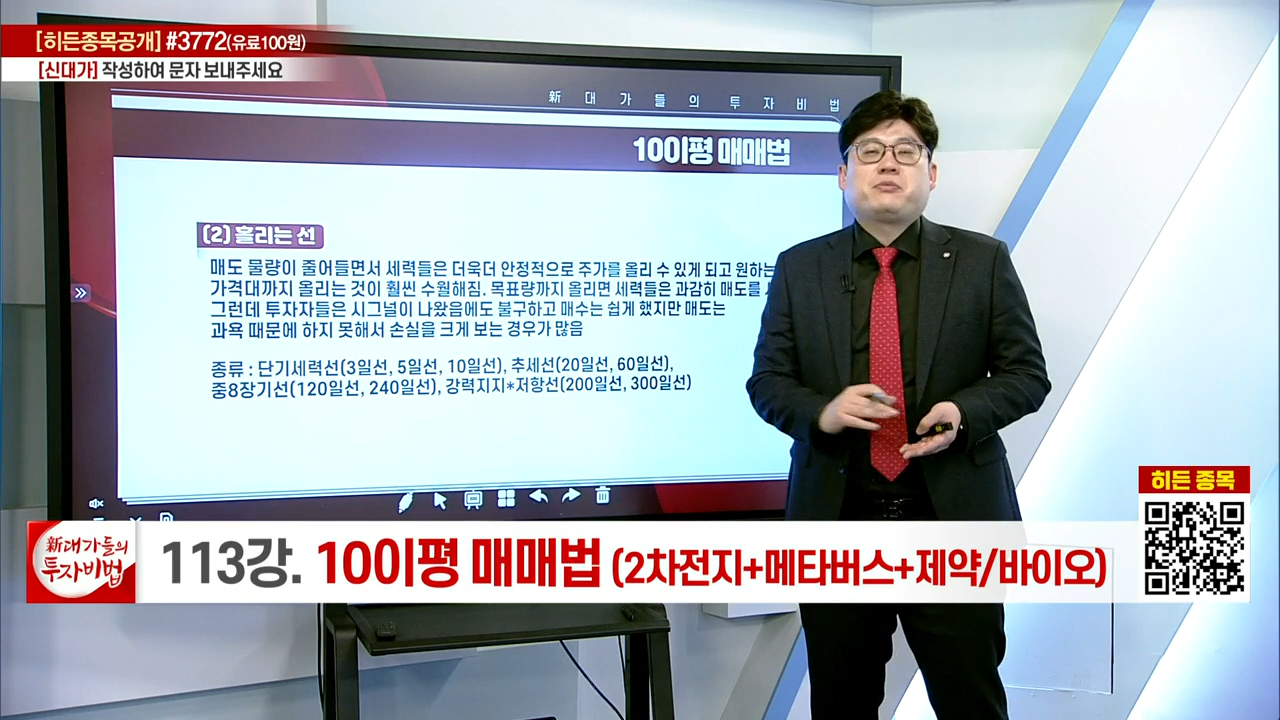 [히든종목공개] #3772(유료100원)
[신대가] 작성하여 문자 보내주세요
新 대 가 들 의 투 자 비 법
10이평 매매법
(2) 홀리는 선
매도 물량이 줄어들면서 세력들은 더욱더 안정적으로 주가를 올리 수 있게 되고 원하는
가격대까지 올리는 것이 훨씬 수월해짐. 목표량까지 올리면 세력들은 과감히 매도를
그런데 투자자들은 시그널이 나왔음에도 불구하고 매수는 쉽게 했지만 매도는
과욕 때문에 하지 못해서 손실을 크게 보는 경우가 많음
종류 : 단기세력선(3일선, 5일선, 10일선), 추세선(20일선, 60일선),
중8장기선(120일선, 240일선), 강력지지*저항선(200일선, 300일선)
히든 종목
新대가들의
투자비법
113강. 10이평 매매법 (2차전지+메타버스+제약/바이오)